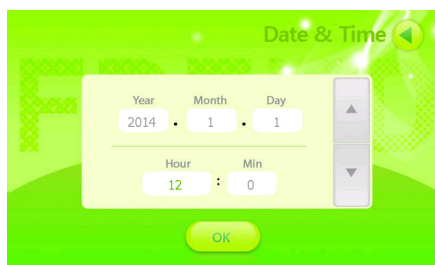 Date & Time
Year Month Day
2014 . 1 . 1
Hour Min
12 : 0
OK